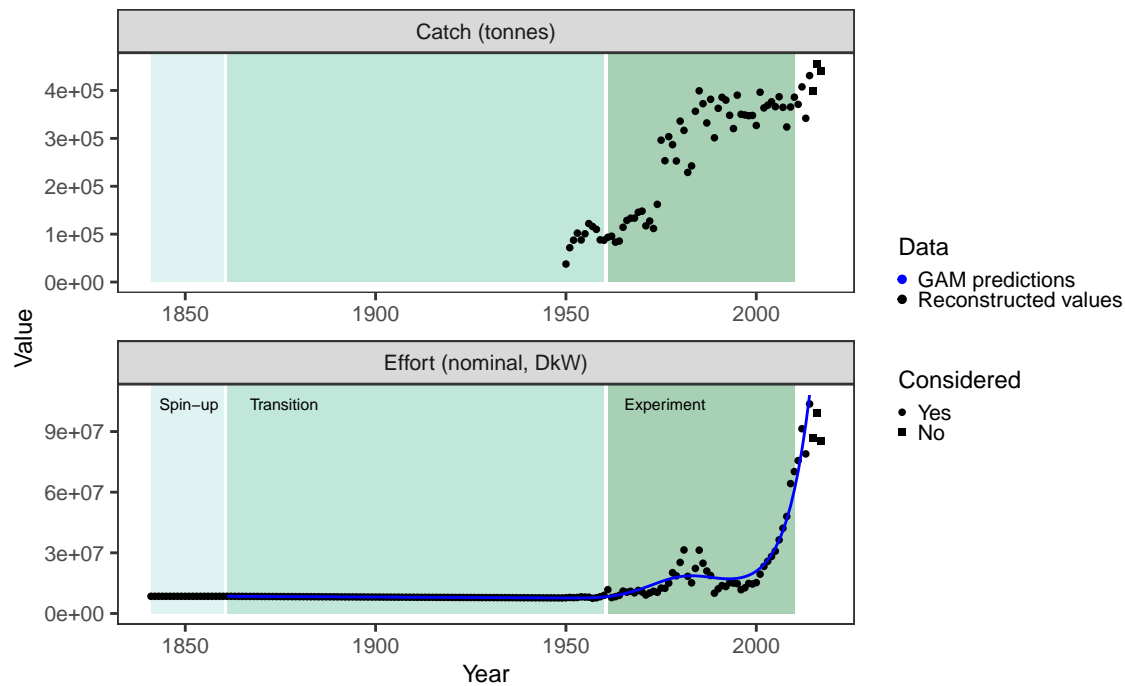 Catch (tonnes)
4e+05
3e+05
2e+05
1e+05
0e+00
1850 1900 1950 2000
Value
Effort (nominal, DkW)
Spin−up Transition Experiment
9e+07
6e+07
3e+07
0e+00
1850 1900 1950 2000
Year
Data
GAM predictions
Reconstructed values
Considered
Yes
No